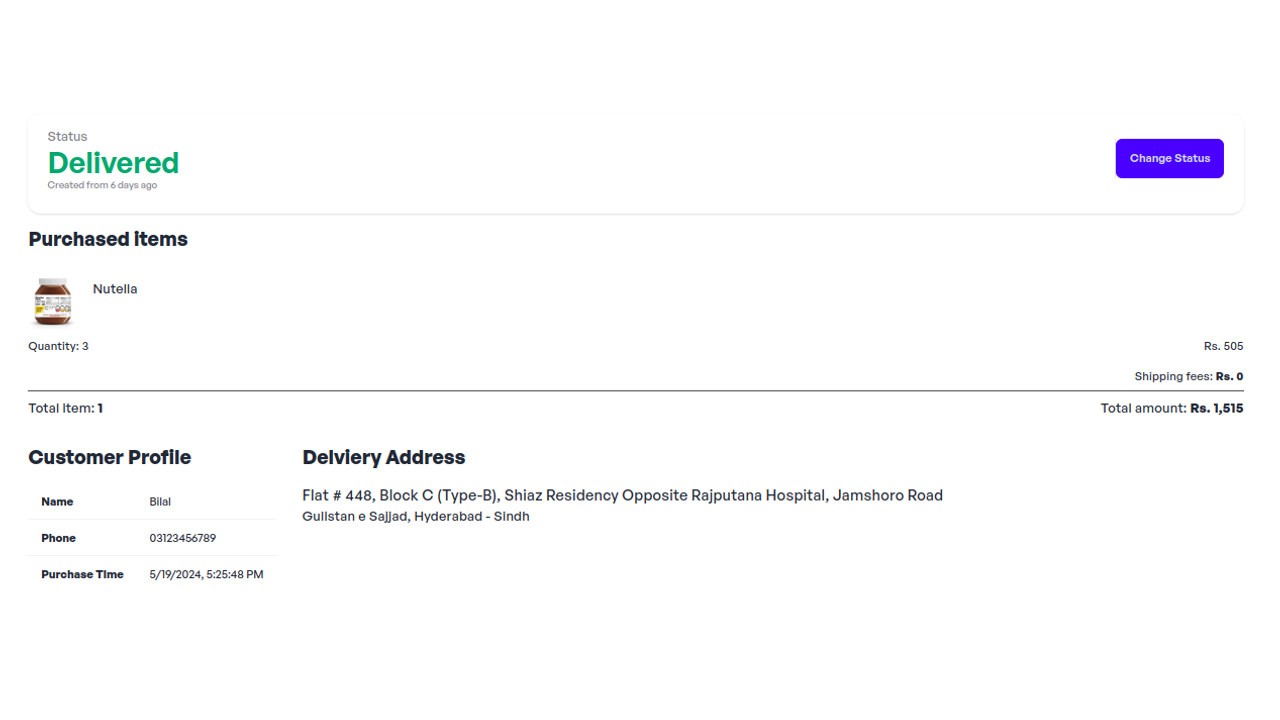 Status
Delivered
Created from 6 days ago
Change Status
Purchased items
Nutella
Quantity: 3
Rs. 505
Shipping fees: Rs. 0
Total Item: 1
Total amount: Rs. 1,515
Customer Profile
Name Bilal
Phone 03123456789
Purchase Time 5/19/2024, 5:25:48 PM
Delviery Address
Flat # 448, Block C (Type-B), Shiaz Residency Opposite Rajputana Hospital, Jamshoro Road
Gulistan e Sajjad, Hyderabad - Sindh